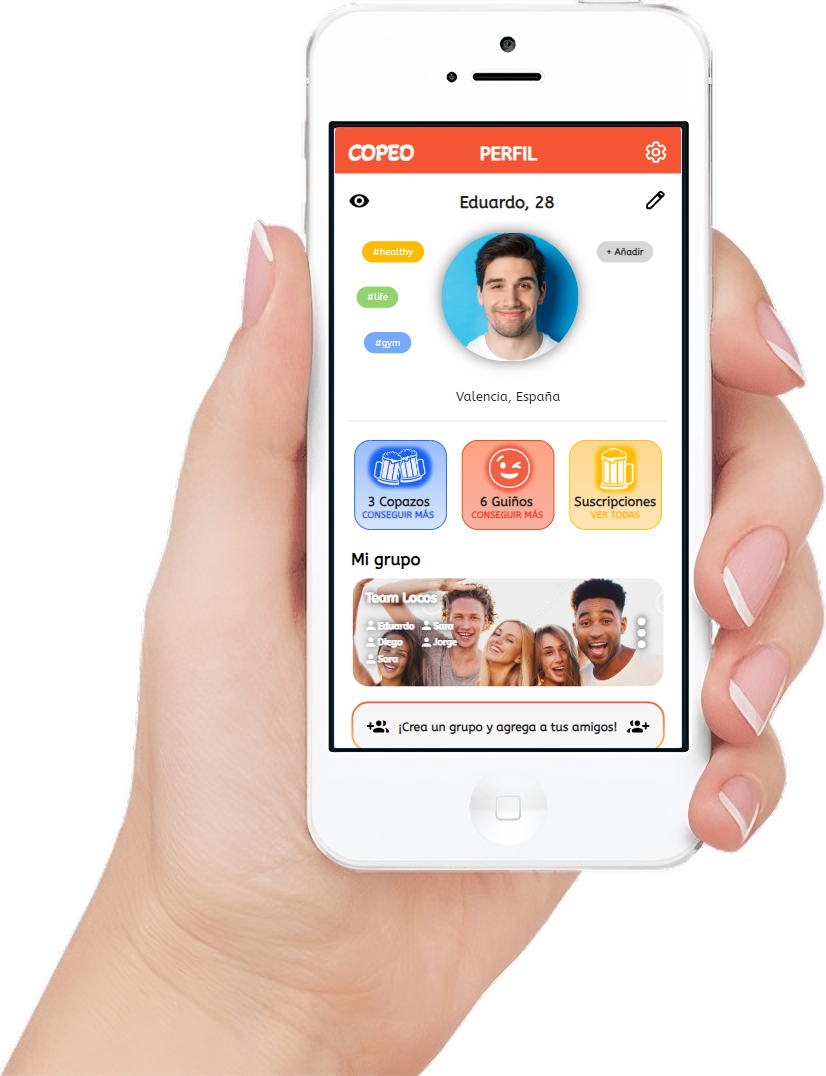 COPEO PERFIL
Eduardo, 28
#healthy
+ Añadir
#life
#gym
Valencia, España
3 Copazos
CONSEGUIR MÁS
6 Guiños
CONSEGUIR MÁS
Suscripciones
VER TODAS
Mi grupo
Team Locos
Eduardo Sara
Diego Jorge
Sara
¡Crea un grupo y agrega a tus amigos!